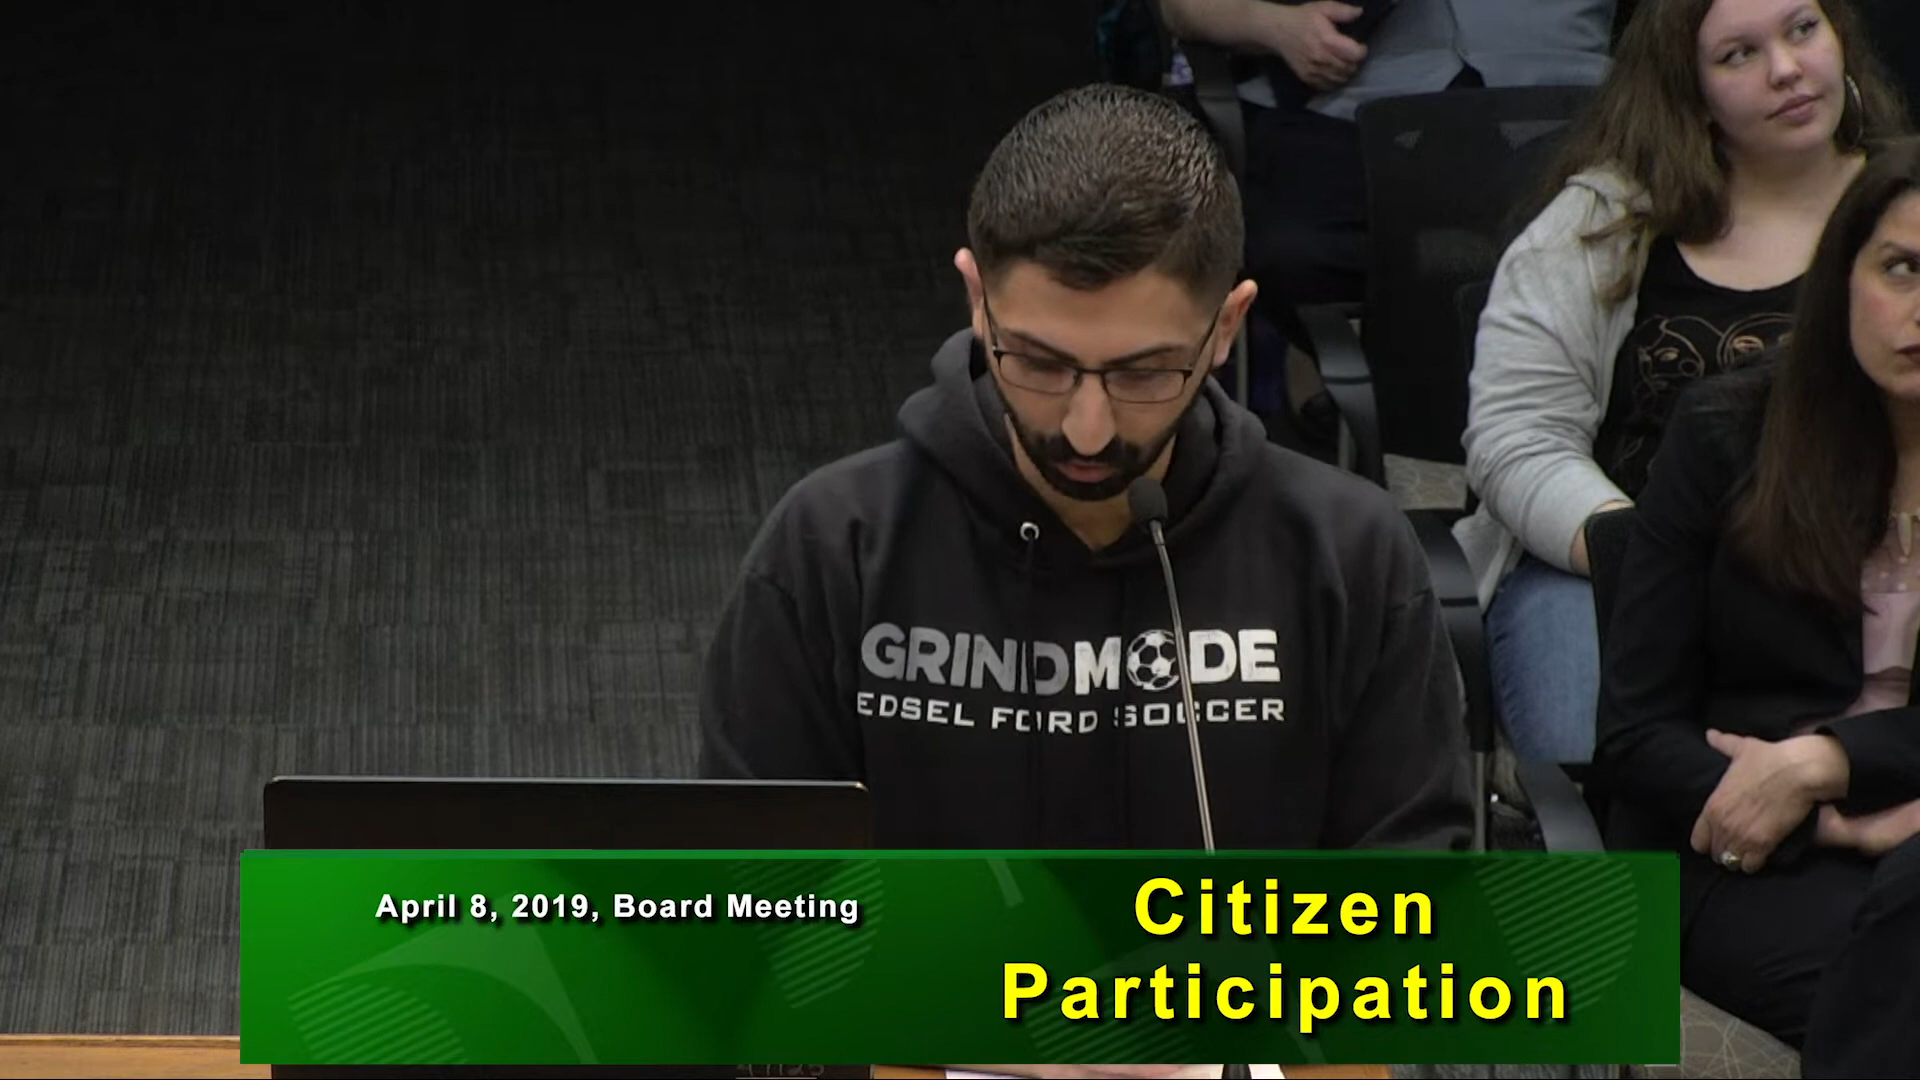 GRINDMODE
EDSEL FORD SOCCER
April 8, 2019, Board Meeting
Citizen
Participation